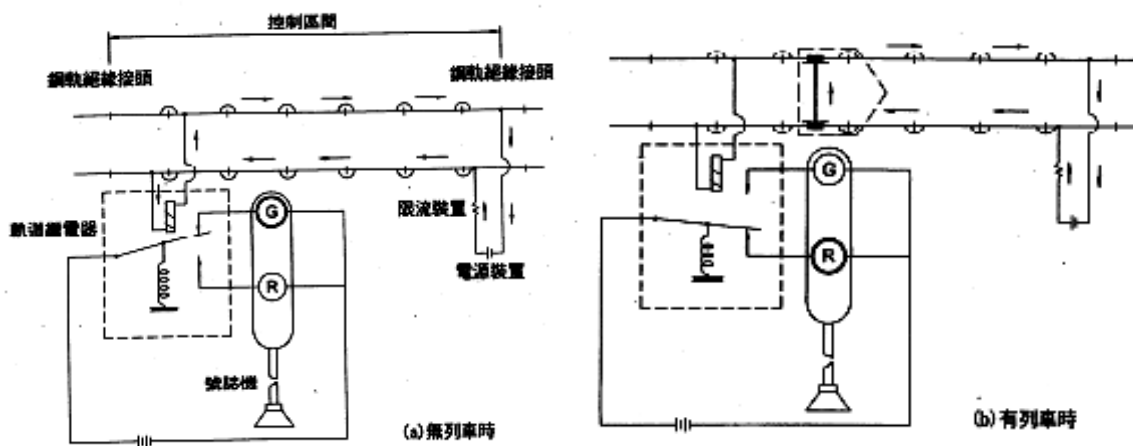 控制區間
鋼軌絕緣接頭
鋼軌絕緣接頭
軌道繼電器
G
限流裝置
電源裝置
R
號誌機
(a)無列車時
G
R
(b)有列車時